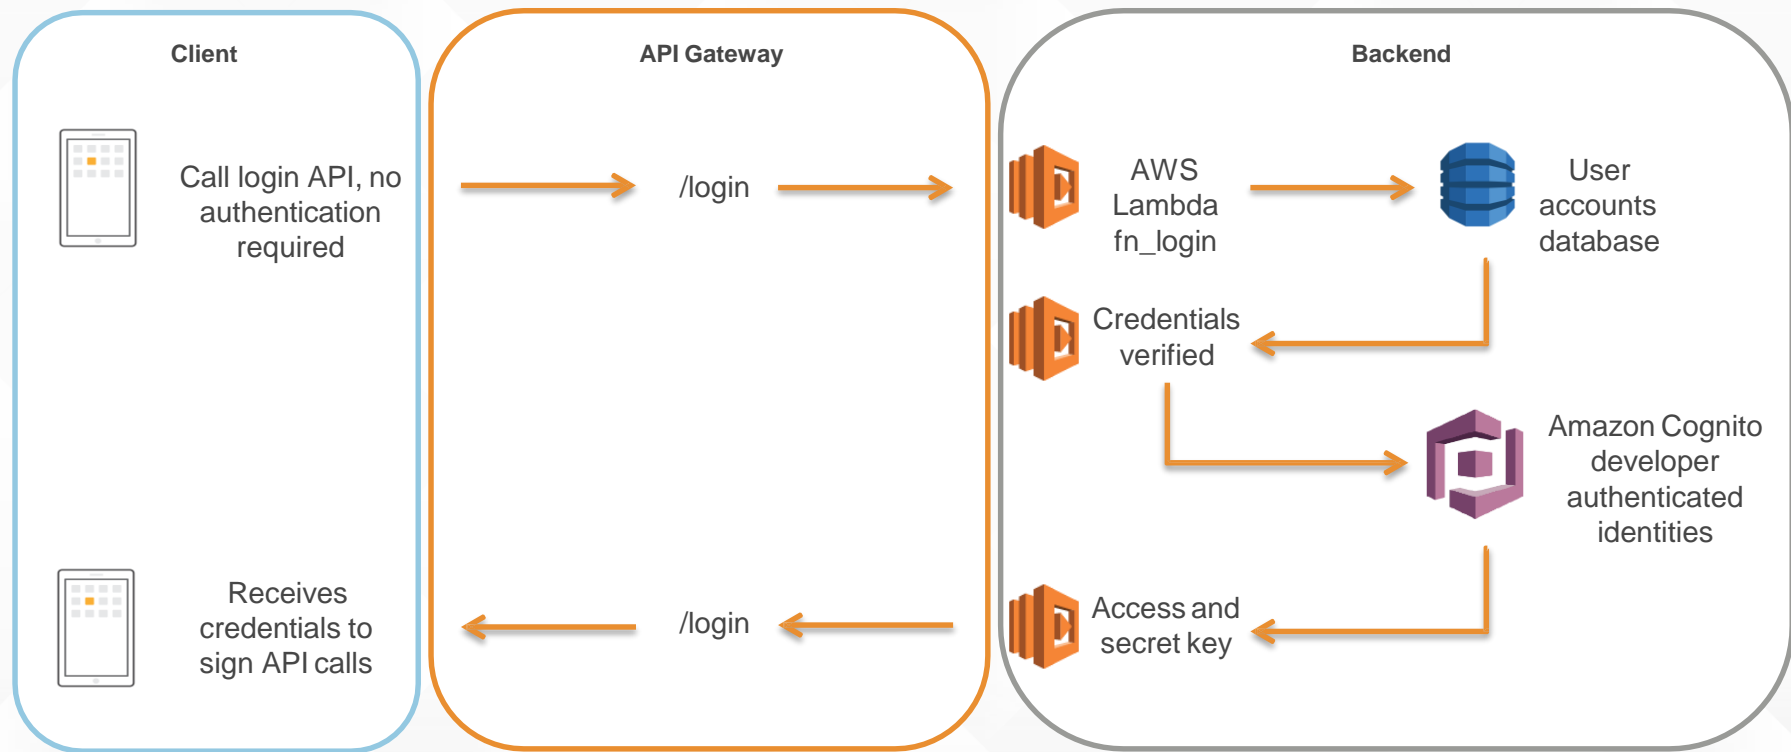 Client
API Gateway
Backend
Call login API, no
authentication
required
/login
AWS
Lambda
fn_login
User
accounts
database
Credentials
verified
Amazon Cognito
developer
authenticated
identities
Receives
credentials to
sign API calls
/login
Access and
secret key